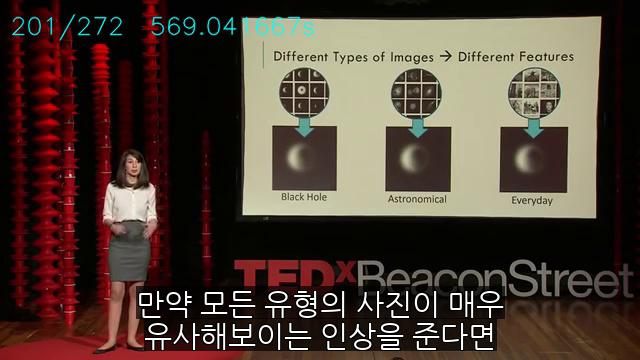 201/272 569.041667s
Different Types of Images → Different Features
Black Hole
Astronomical
Everyday
TEDxBeaconStreet
만약 모든 유형의 사진이 매우
유사해보이는 인상을 준다면